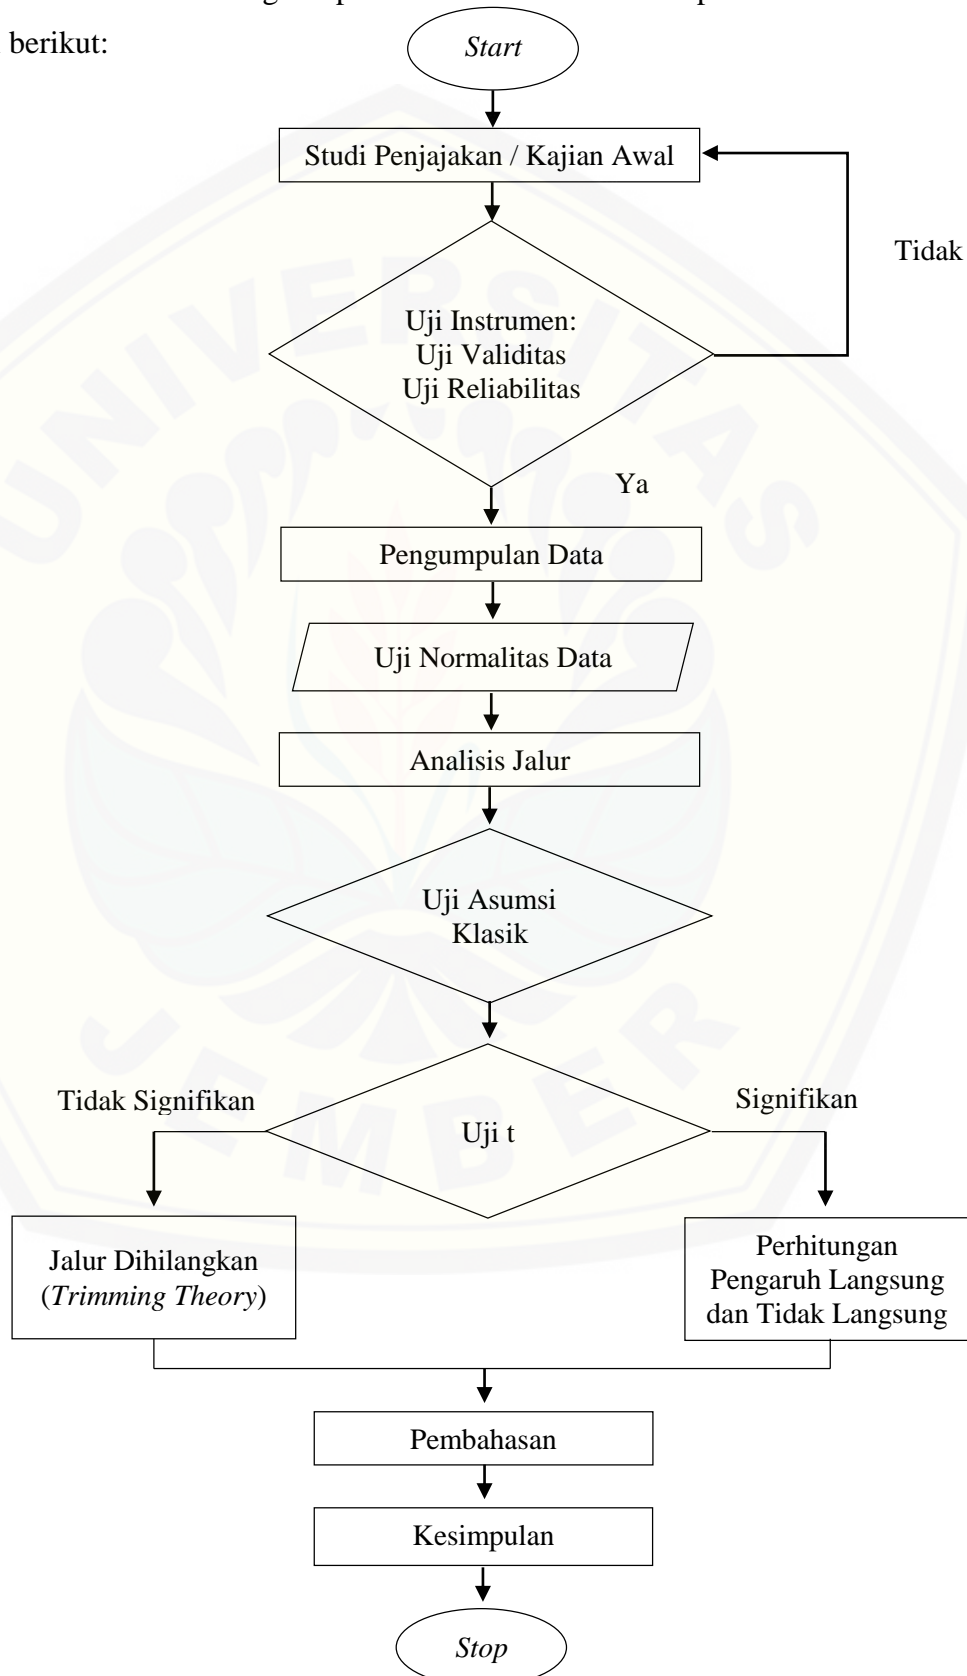 berikut:
Start
Studi Penjajakan / Kajian Awal
Tidak
Uji Instrumen:
Uji Validitas
Uji Reliabilitas
Ya
Pengumpulan Data
Uji Normalitas Data
Analisis Jalur
Uji Asumsi
Klasik
Tidak Signifikan
Signifikan
Uji t
Jalur Dihilangkan
(Trimming Theory)
Perhitungan
Pengaruh Langsung
dan Tidak Langsung
Pembahasan
Kesimpulan
Stop
UNIVERSITAS
JEMBER